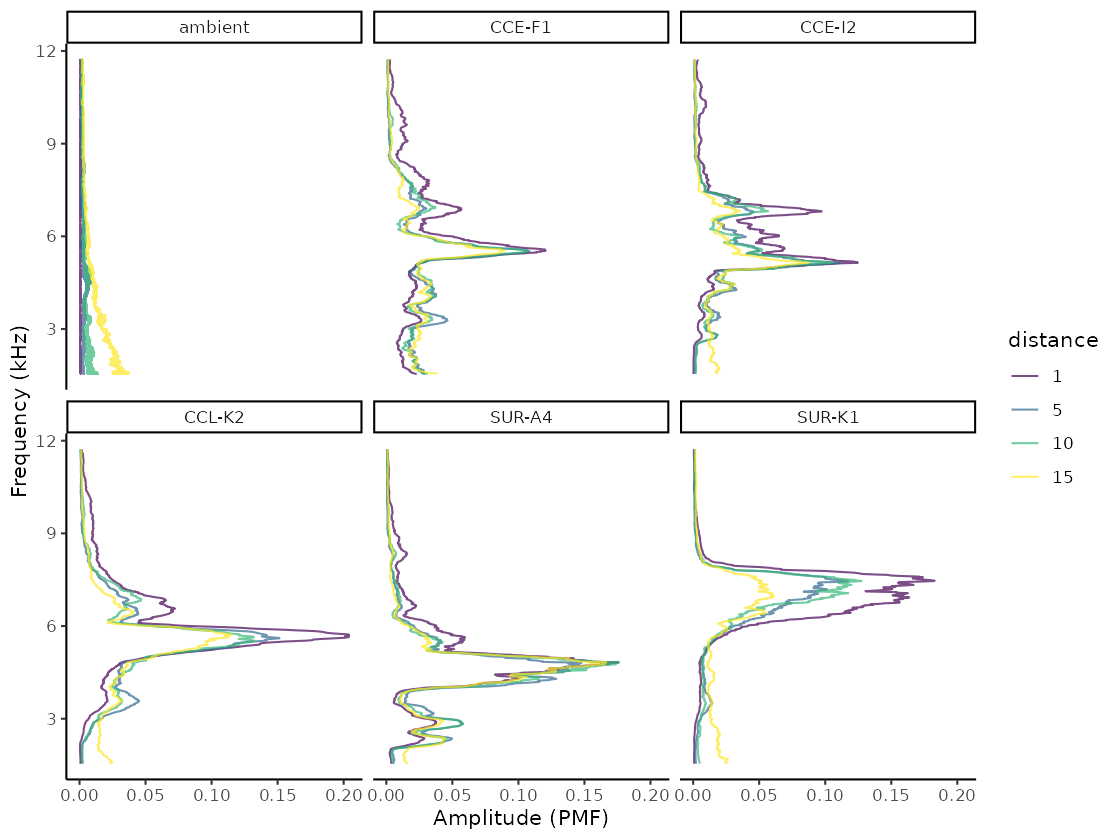 ambient CCE-F1 CCE-I2
12
9
6
3
CCL-K2 SUR-A4 SUR-K1
12
9
6
3
0.00 0.05 0.10 0.15 0.20 0.00 0.05 0.10 0.15 0.20 0.00 0.05 0.10 0.15 0.20
Amplitude (PMF)
Frequency (kHz)
distance
1
5
10
15